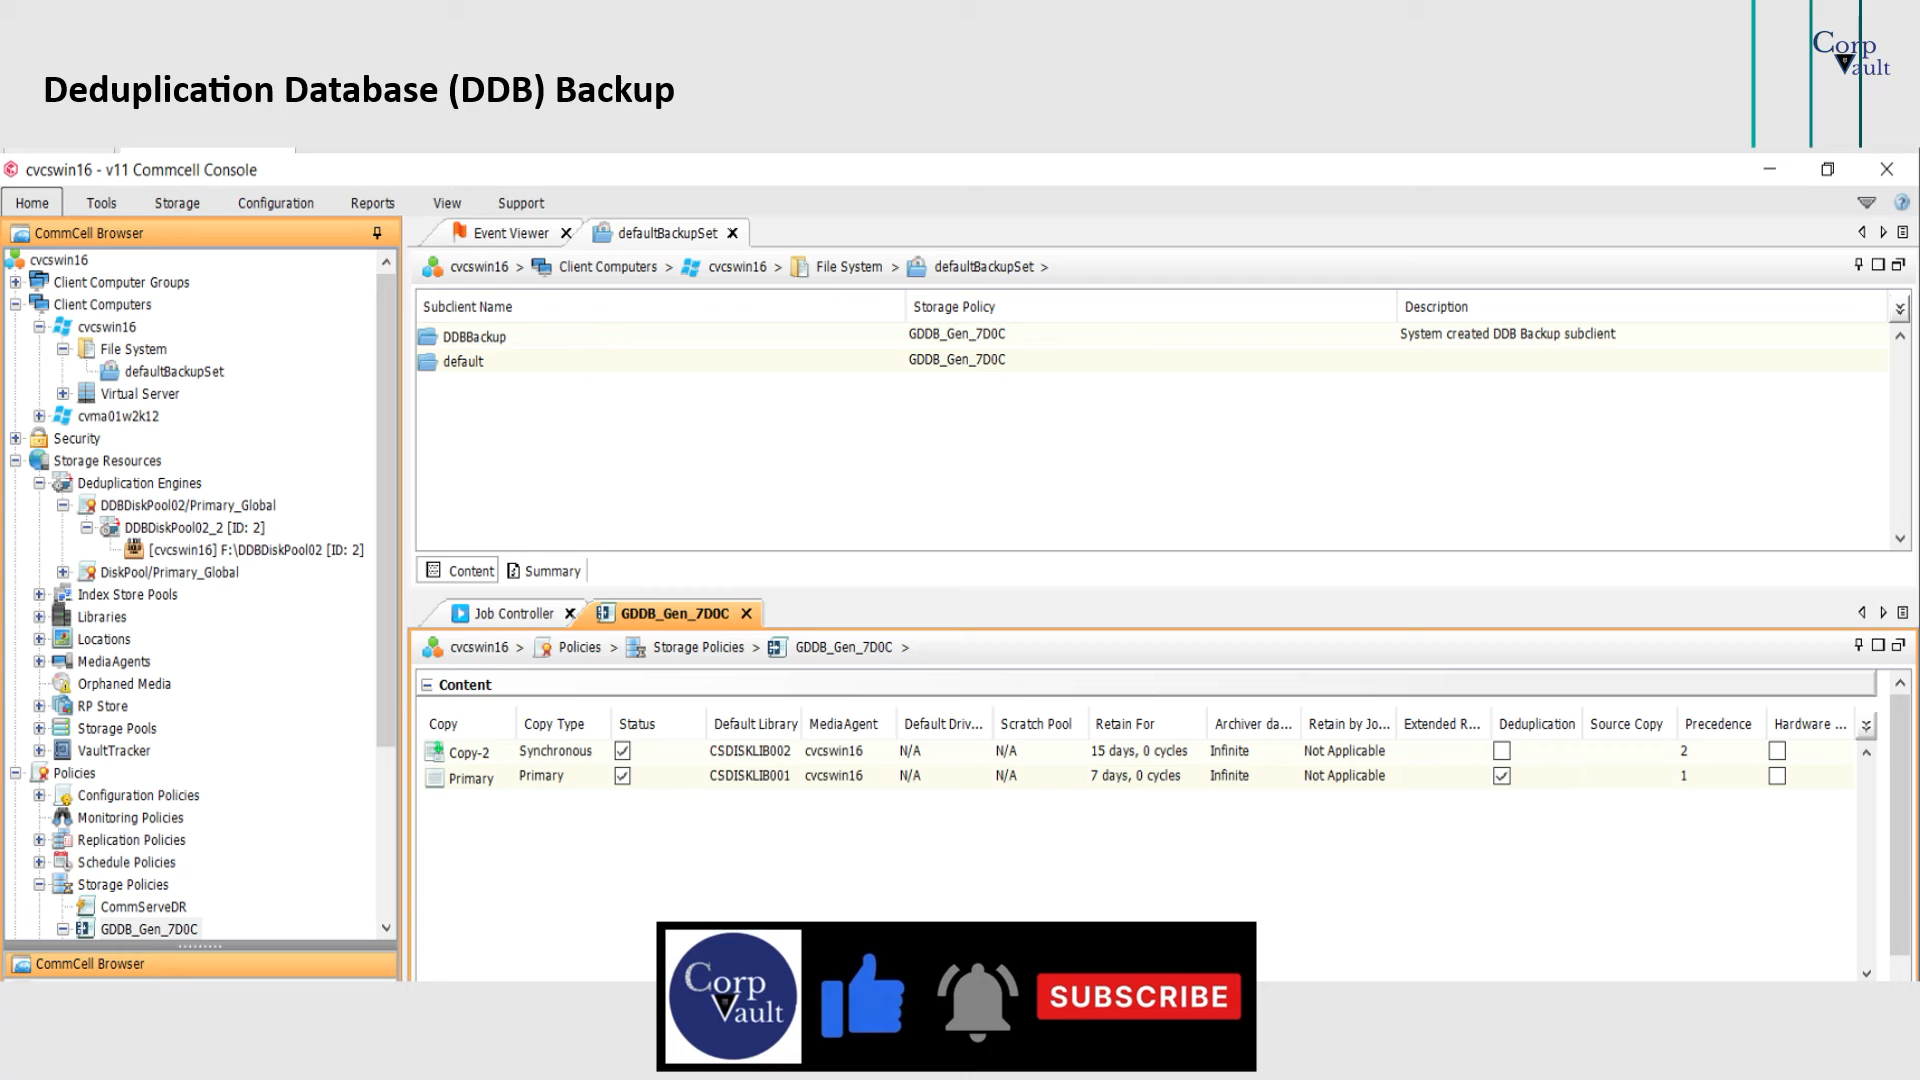 Corp
Vault
Deduplication Database (DDB) Backup
cvcswin16 - v11 Commcell Console
Home Tools Storage Configuration Reports View Support
CommCell Browser
cvcswin16
Client Computer Groups
Client Computers
cvcswin16
File System
defaultBackupSet
Virtual Server
cvma01w2k12
Security
Storage Resources
Deduplication Engines
DDBDiskPool02/Primary_Global
DDBDiskPool02_2 [ID: 2]
[cvcswin16] F:\DDBDiskPool02 [ID: 2]
DiskPool/Primary_Global
Index Store Pools
Libraries
Locations
MediaAgents
Orphaned Media
RP Store
Storage Pools
VaultTracker
Policies
Configuration Policies
Monitoring Policies
Replication Policies
Schedule Policies
Storage Policies
CommServeDR
GDDB_Gen_7D0C
CommCell Browser
Event Viewer defaultBackupSet
cvcswin16 > Client Computers > cvcswin16 > File System > defaultBackupSet >
Subclient Name Storage Policy Description
DDBBackup GDDB_Gen_7D0C System created DDB Backup subclient
default GDDB_Gen_7D0C
Content Summary
Job Controller GDDB_Gen_7D0C
cvcswin16 > Policies > Storage Policies > GDDB_Gen_7D0C >
Content
Copy Copy Type Status Default Library MediaAgent Default Driv... Scratch Pool Retain For Archiver da... Retain by Jo... Extended R... Deduplication Source Copy Precedence Hardware ...
Copy-2 Synchronous CSDISKLIB002 cvcswin16 N/A N/A 15 days, 0 cycles Infinite Not Applicable 2
Primary Primary CSDISKLIB001 cvcswin16 N/A N/A 7 days, 0 cycles Infinite Not Applicable 1
Corp
Vault
SUBSCRIBE